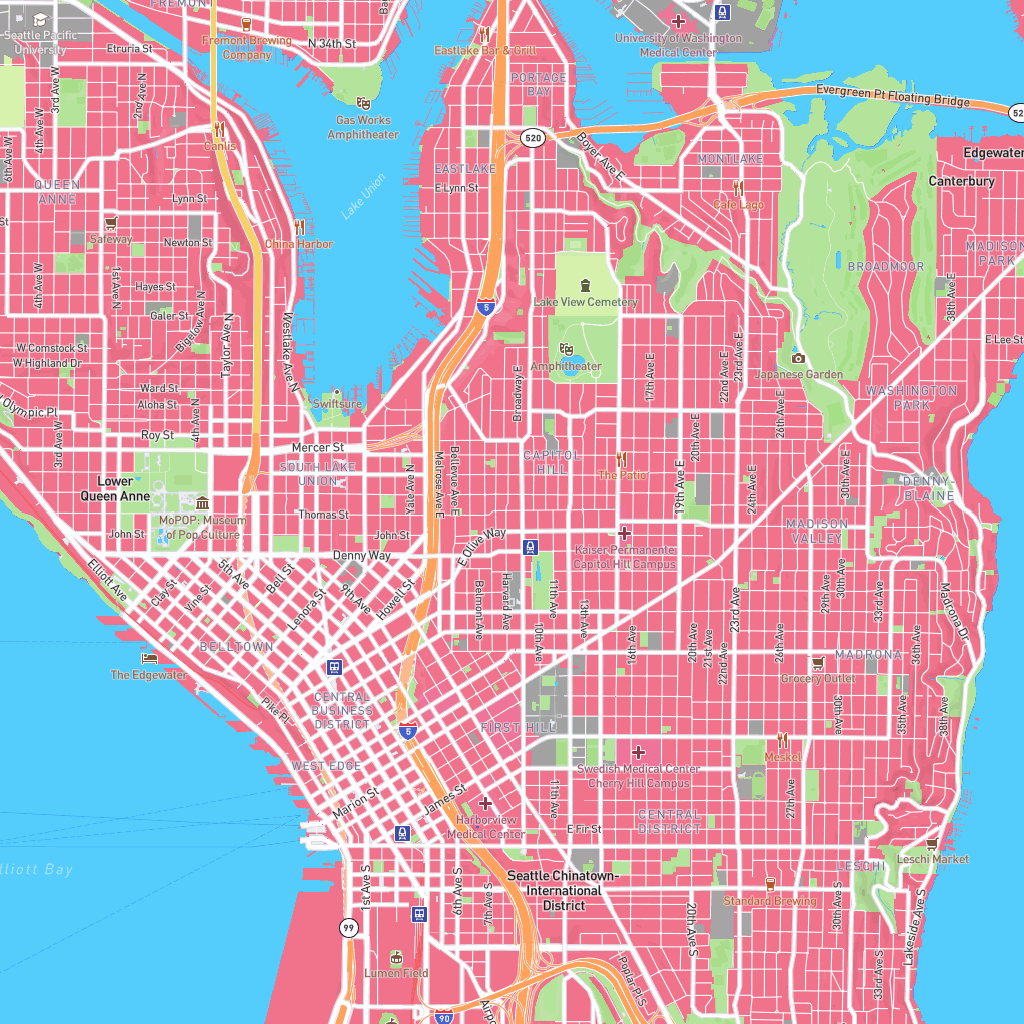 FREMONT
Seattle Pacific
University
Fremont Brewing
Company
Etruria St
N 34th St
Eastlake Bar & Grill
University of Washington
Medical Center
PORTAGE
BAY
3rd Ave W
2nd Ave N
4th Ave W
6th Ave W
Gas Works
Amphitheater
Evergreen Pt Floating Bridge
520
Canlis
Boyer Ave E
EASTLAKE
MONTLAKE
Edgewater
Canterbury
QUEEN
ANNE
E Lynn St
Lynn St
Lake Union
Cafe Lago
Safeway
Newton St
China Harbor
BROADMOOR
MADISON
PARK
4th Ave W
1st Ave N
Hayes St
Galer St
Bigelow Ave N
Taylor Ave N
Westlake Ave N
5
Lake View Cemetery
38th Ave E
W Comstock St
W Highland Dr
Amphitheater
17th Ave E
22nd Ave E
23rd Ave E
Japanese Garden
E Lee St
Ward St
Aloha St
Olympic Pl
4th Ave N
Swiftsure
Broadway E
26th Ave E
WASHINGTON
PARK
3rd Ave W
Roy St
Mercer St
20th Ave E
Lower
Queen Anne
SOUTH LAKE
UNION
Yale Ave N
Melrose Ave E
Bellevue Ave E
CAPITOL
HILL
The Patio
19th Ave E
24th Ave E
30th Ave E
DENNY-
BLAINE
MoPOP: Museum
of Pop Culture
Thomas St
John St
John St
Denny Way
E Olive Way
Kaiser Permanente
Capitol Hill Campus
MADISON
VALLEY
Elliott Ave
Clay St
Vine St
5th Ave
Bell St
Lenora St
9th Ave
Howell St
Belmont Ave
Harvard Ave
11th Ave
10th Ave
13th Ave
16th Ave
20th Ave
21st Ave
22nd Ave
23rd Ave
26th Ave
29th Ave
30th Ave
33rd Ave
36th Ave
Madrona Dr
BELLTOWN
The Edgewater
MADRONA
Grocery Outlet
CENTRAL
BUSINESS
DISTRICT
Pike Pl
5
FIRST HILL
30th Ave
35th Ave
38th Ave
WEST EDGE
Meskel
Swedish Medical Center
Cherry Hill Campus
Marion St
James St
Harborview
Medical Center
11th Ave
E Fir St
CENTRAL
DISTRICT
27th Ave
Elliott Bay
LESCHI
Leschi Market
1st Ave S
6th Ave S
7th Ave S
Seattle Chinatown-
International
District
Standard Brewing
20th Ave S
30th Ave S
33rd Ave S
Lakeside Ave S
99
Lumen Field
Poplar Pl S
90